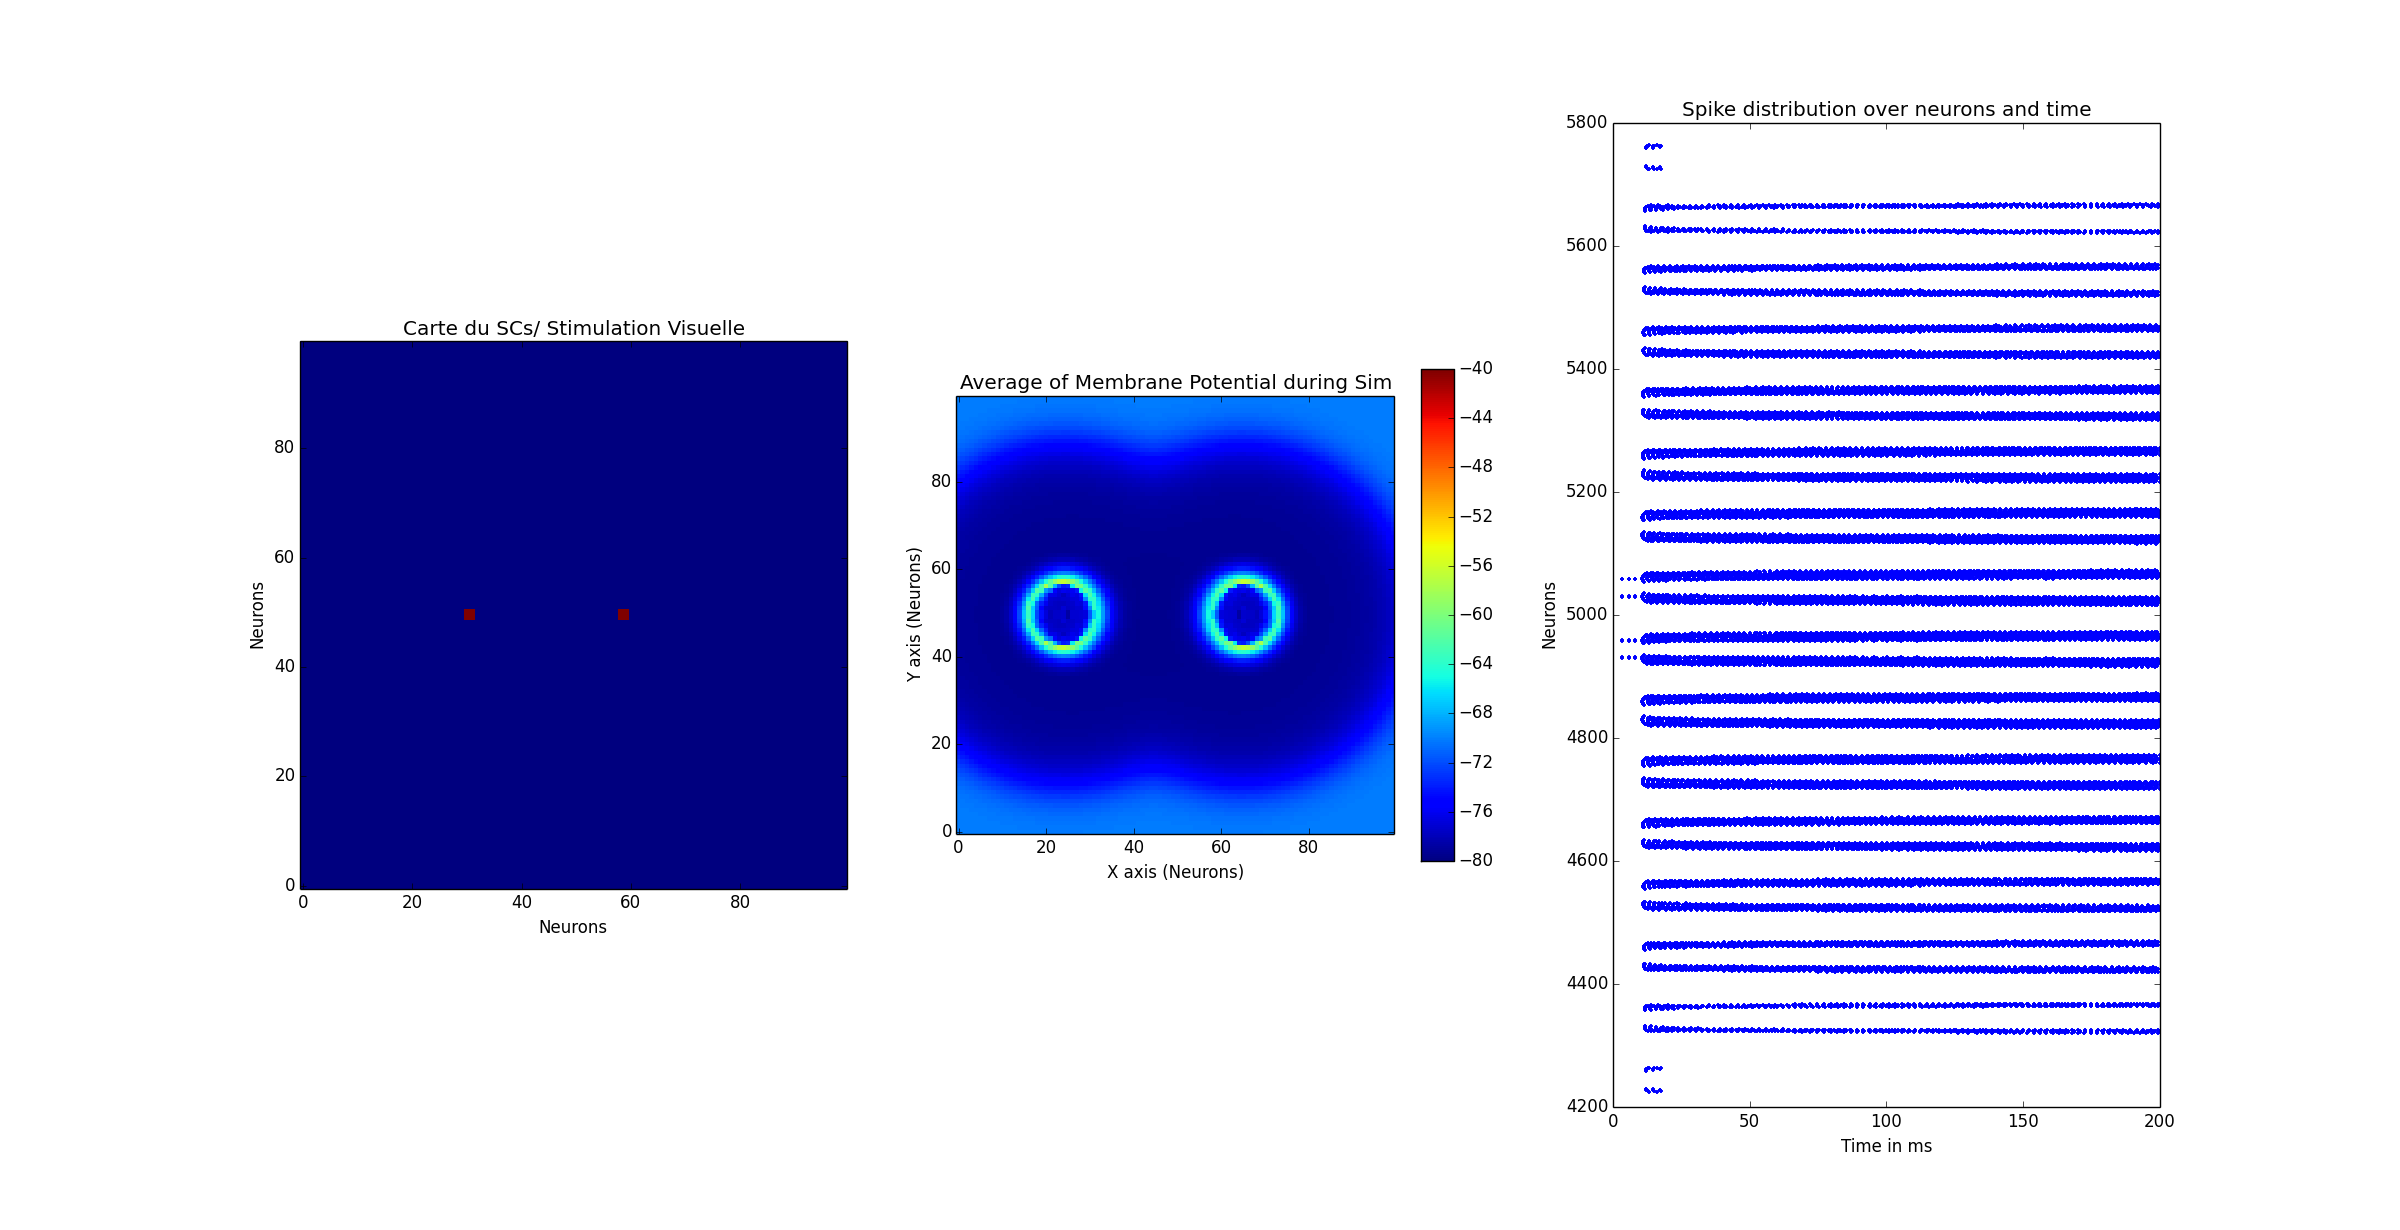 Carte du SCs/ Stimulation Visuelle
Neurons
80
60
40
20
0
0 20 40 60 80
Neurons
Average of Membrane Potential during Sim
Y axis (Neurons)
80
60
40
20
0
0 20 40 60 80
X axis (Neurons)
−40
−44
−48
−52
−56
−60
−64
−68
−72
−76
−80
Spike distribution over neurons and time
Neurons
5800
5600
5400
5200
5000
4800
4600
4400
4200
0 50 100 150 200
Time in ms